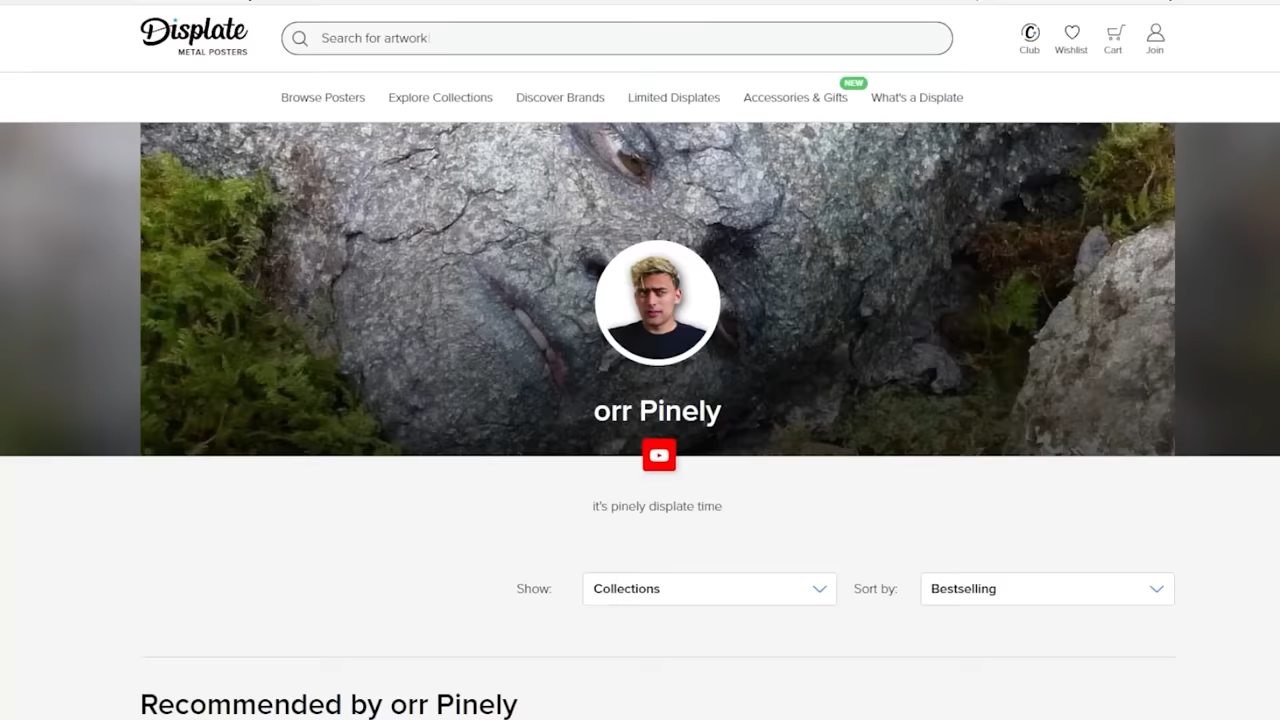 Displate
METAL POSTERS
Search for artwork
Club
Wishlist
Cart
Join
NEW
Browse Posters
Explore Collections
Discover Brands
Limited Displates
Accessories & Gifts
What's a Displate
orr Pinely
it's pinely displate time
Show:
Collections
Sort by:
Bestselling
Recommended by orr Pinely